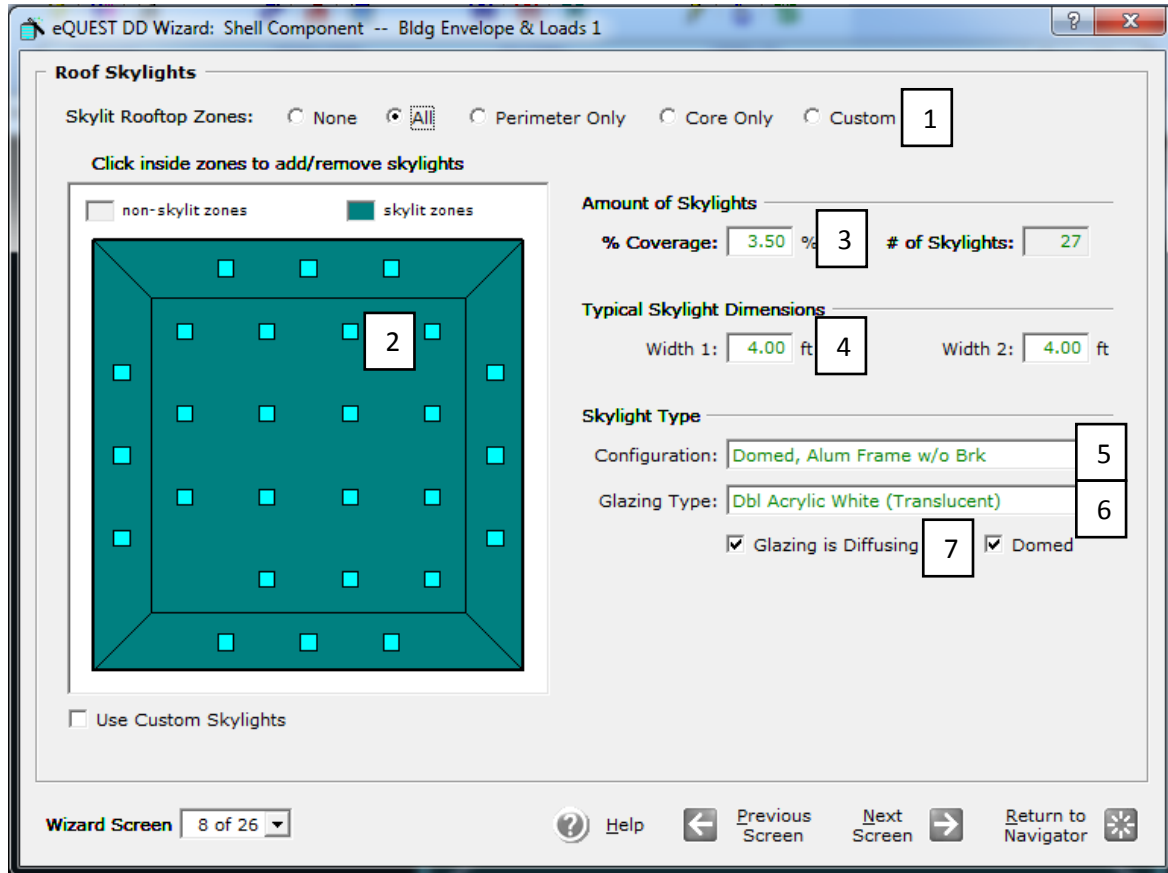 eQUEST DD Wizard: Shell Component -- Bldg Envelope & Loads 1
? X
Roof Skylights
Skylit Rooftop Zones: None All Perimeter Only Core Only Custom 1
Click inside zones to add/remove skylights
non-skylit zones skylit zones
2
Amount of Skylights
% Coverage: 3.50 % 3 # of Skylights: 27
Typical Skylight Dimensions
Width 1: 4.00 ft 4 Width 2: 4.00 ft
Skylight Type
Configuration: Domed, Alum Frame w/o Brk 5
Glazing Type: Dbl Acrylic White (Translucent) 6
Glazing is Diffusing 7 Domed
Use Custom Skylights
Wizard Screen 8 of 26
? Help
Previous
Screen
Next
Screen
Return to
Navigator